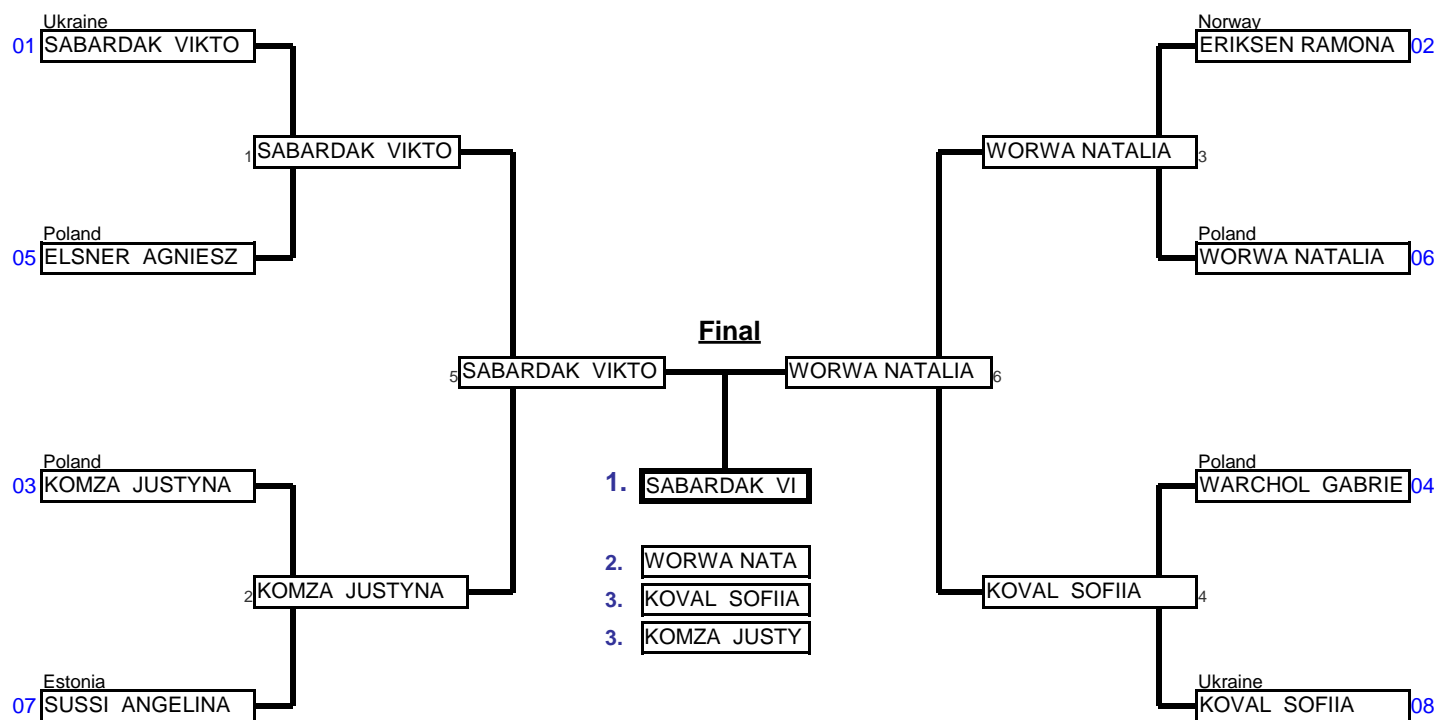 Ukraine
01 SABARDAK VIKTO
Norway
ERIKSEN RAMONA 02
1 SABARDAK VIKTO
WORWA NATALIA 3
Poland
05 ELSNER AGNIESZ
Poland
WORWA NATALIA 06
Final
5 SABARDAK VIKTO
WORWA NATALIA 6
Poland
03 KOMZA JUSTYNA
1. SABARDAK VI
Poland
WARCHOL GABRIE 04
2. WORWA NATA
2 KOMZA JUSTYNA
3. KOVAL SOFIIA
KOVAL SOFIIA 4
3. KOMZA JUSTY
Estonia
07 SUSSI ANGELINA
Ukraine
KOVAL SOFIIA 08